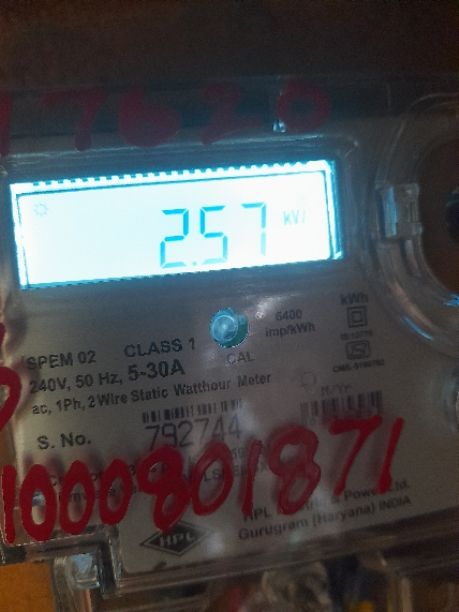 17620
2.57 kW
kWh
6400
imp/kWh
CAL
SPEM 02 CLASS 1
240V, 50 Hz, 5-30A
ac, 1Ph, 2 Wire Static Watthour Meter
M/Yr
S. No. 792744
1000801871
HPL
Gurugram (Haryana) INDIA